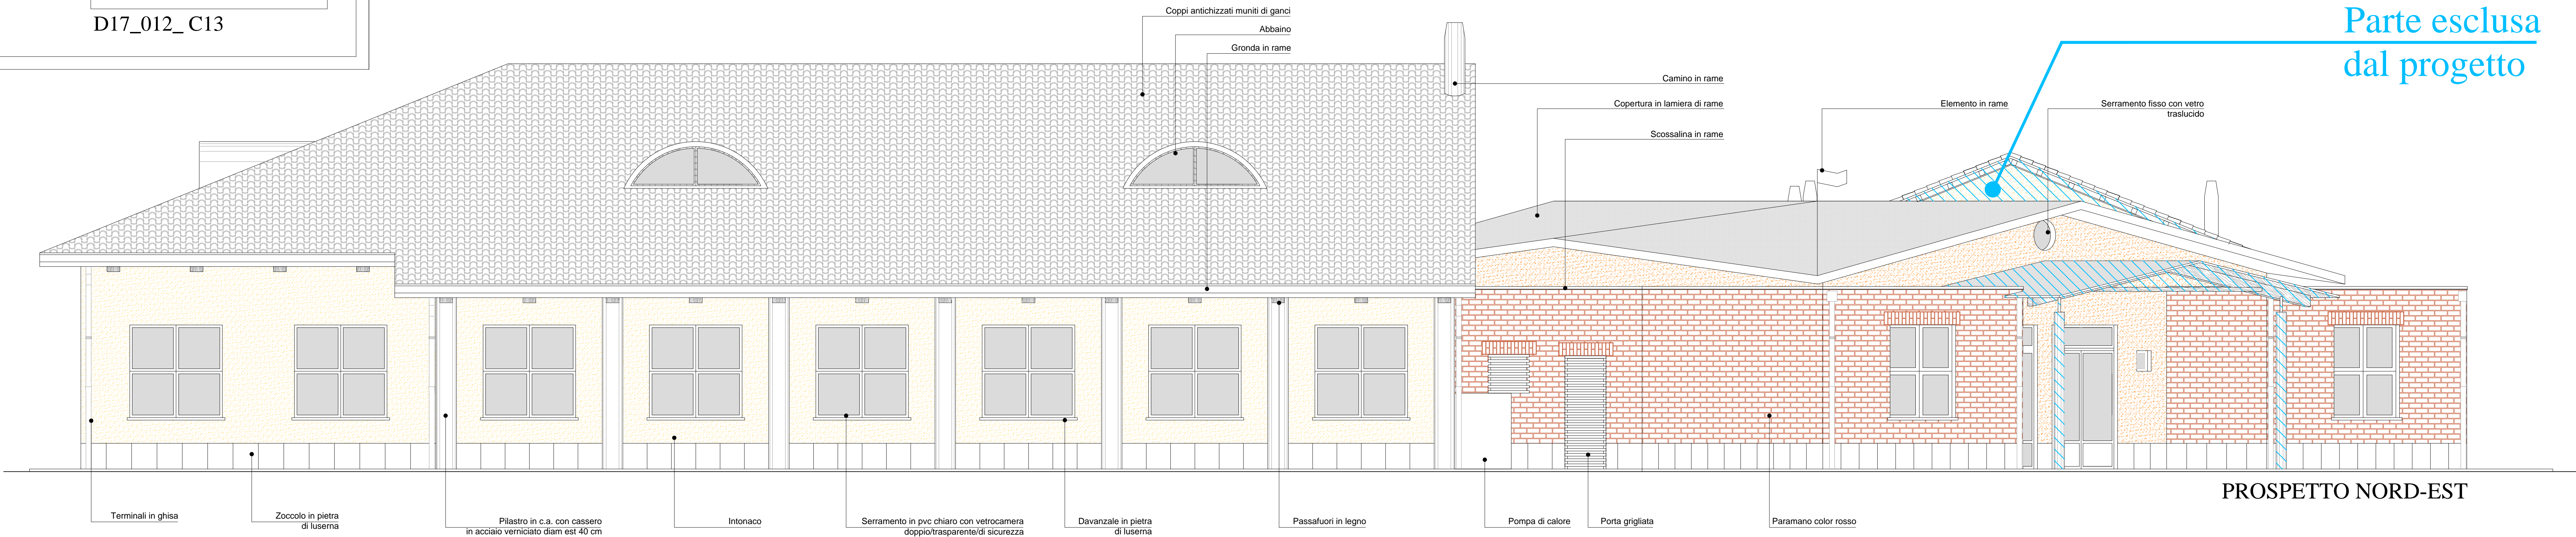 D17_012_ C13
Coppi antichizzati muniti di ganci
Abbaino
Gronda in rame
Camino in rame
Copertura in lamiera di rame
Scossalina in rame
Elemento in rame
Serramento fisso con vetro
traslucido
Parte esclusa
dal progetto
PROSPETTO NORD-EST
Terminali in ghisa
Zoccolo in pietra
di luserna
Pilastro in c.a. con cassero
in acciaio verniciato diam est 40 cm
Intonaco
Serramento in pvc chiaro con vetrocamera
doppio/trasparente/di sicurezza
Davanzale in pietra
di luserna
Passafuori in legno
Pompa di calore
Porta grigliata
Paramano color rosso